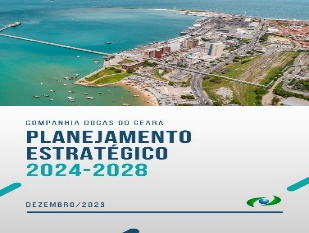 COMPANHIA DOCAS DO CEARÁ
PLANEJAMENTO
ESTRATÉGICO
2024-2028
DEZEMBRO/2023